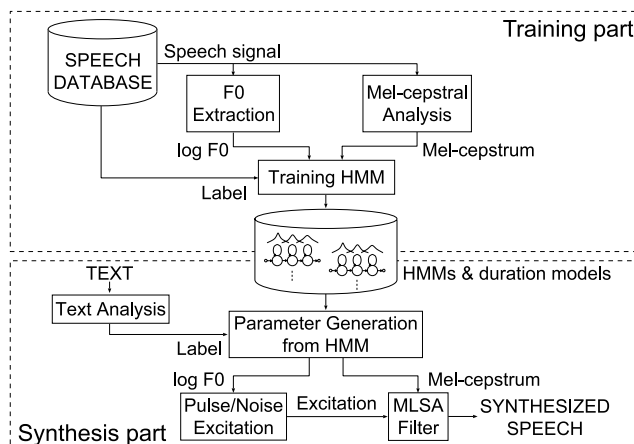 Training part
SPEECH
DATABASE
Speech signal
F0
Extraction
Mel-cepstral
Analysis
log F0
Mel-cepstrum
Label
Training HMM
HMMs & duration models
TEXT
Text Analysis
Label
Parameter Generation
from HMM
log F0
Mel-cepstrum
Pulse/Noise
Excitation
Excitation
MLSA
Filter
SYNTHESIZED
SPEECH
Synthesis part